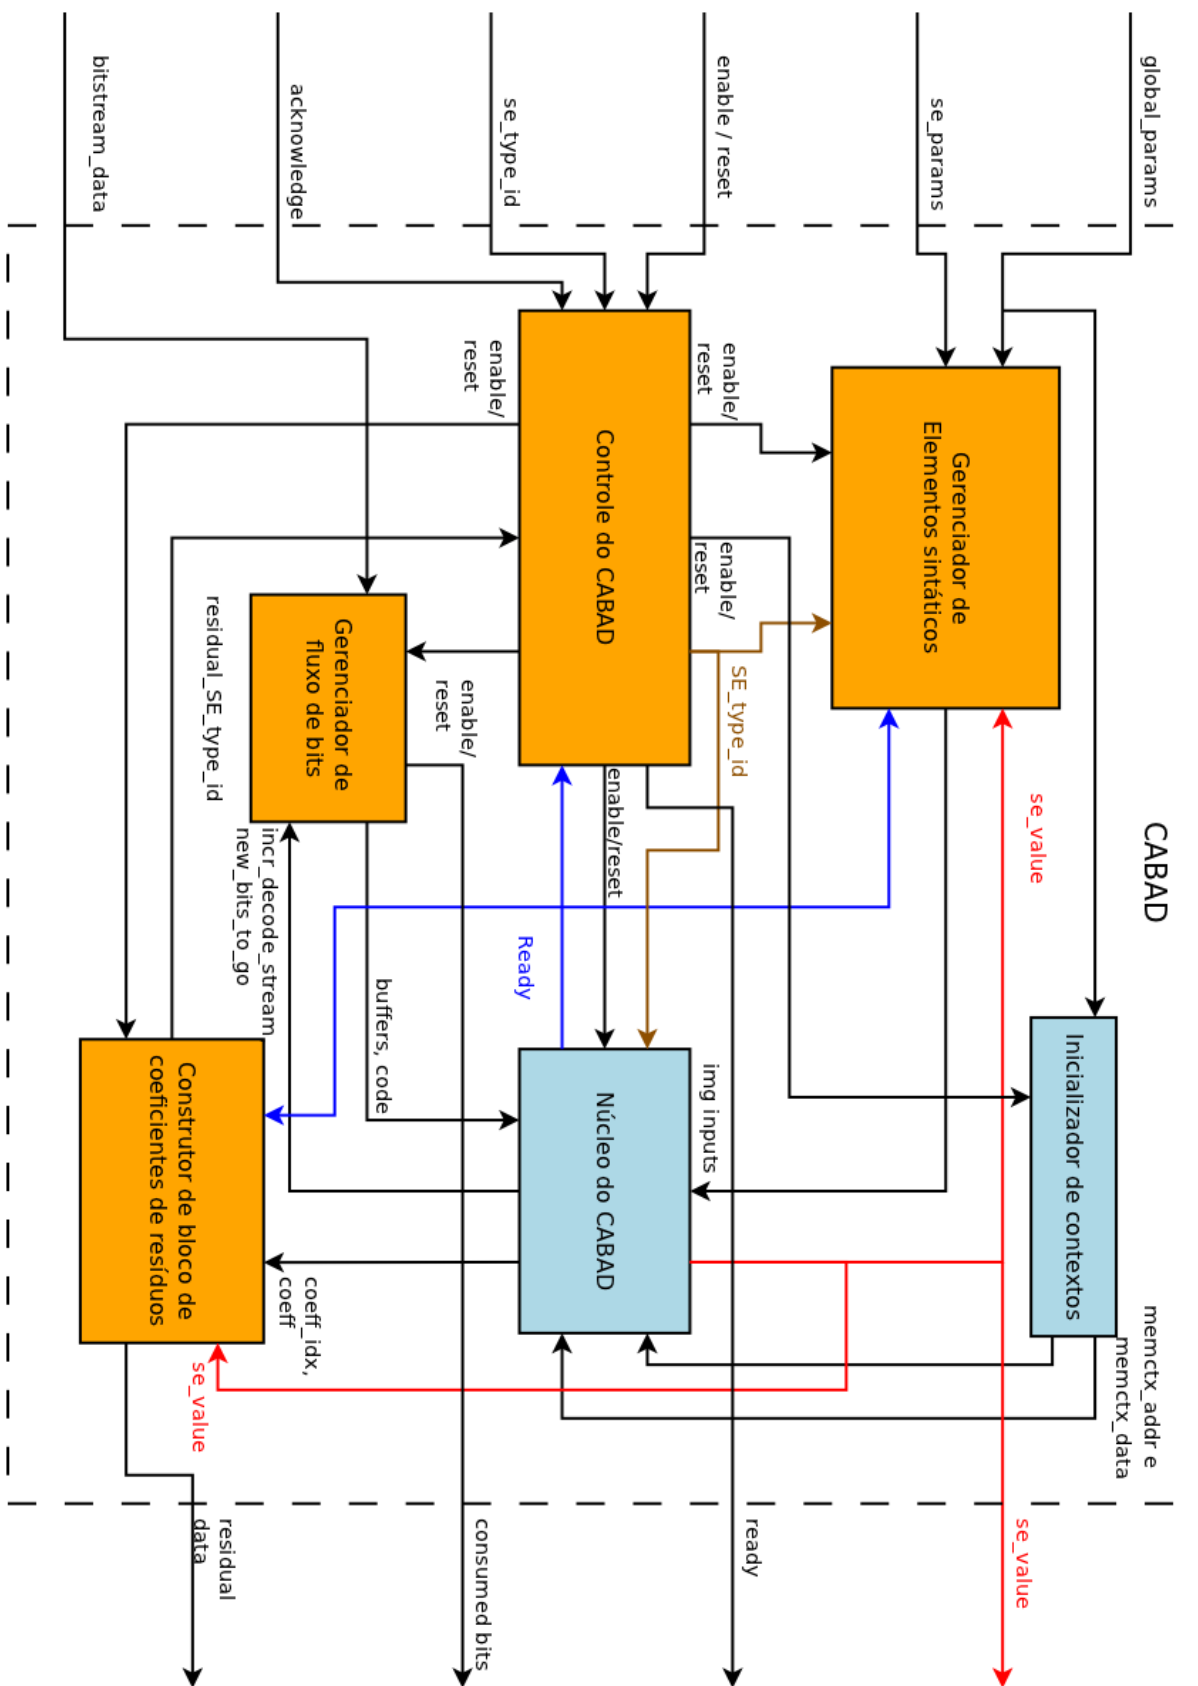 CABAD
global_params
se_params
enable / reset
se_type_id
acknowledge
bitstream_data
Gerenciador de
Elementos sintáticos
se_value
Inicializador de contextos
memctx_addr e
memctx_data
se_value
enable/
reset
enable/
reset
SE_type_id
img inputs
ready
Controle do CABAD
enable/reset
Ready
Núcleo do CABAD
enable/
reset
enable/
reset
consumed bits
buffers, code
Gerenciador de
fluxo de bits
incr_decode_stream
new_bits_to_go
coeff_idx,
coeff
residual_SE_type_id
Construtor de bloco de
coeficientes de resíduos
se_value
residual
data